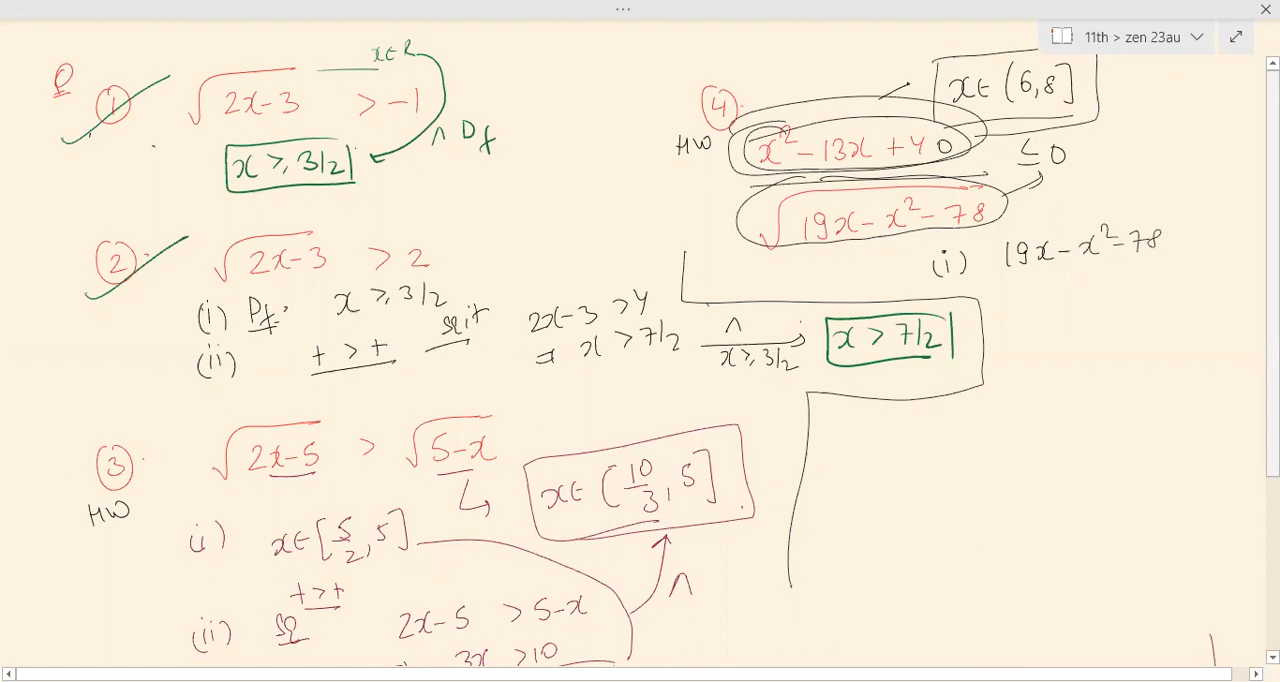 11th > zen 23au
Q
① √(2x-3) > -1
x∈R
∩ Df
x ≥ 3/2
② √(2x-3) > 2
(i) Df: x ≥ 3/2
(ii) + > + sq it 2x-3 > 4
⇒ x > 7/2 ∩ x ≥ 3/2 x > 7/2
③ √(2x-5) > √(5-x)
HW
x∈(10/3, 5]
(i) x∈[5/2, 5]
∩
+ > +
(ii) SQ 2x-5 > 5-x
3x > 10
④ x∈(6,8]
HW
(x²-13x+40)/√(19x-x²-78) ≤ 0
(i) 19x-x²-78